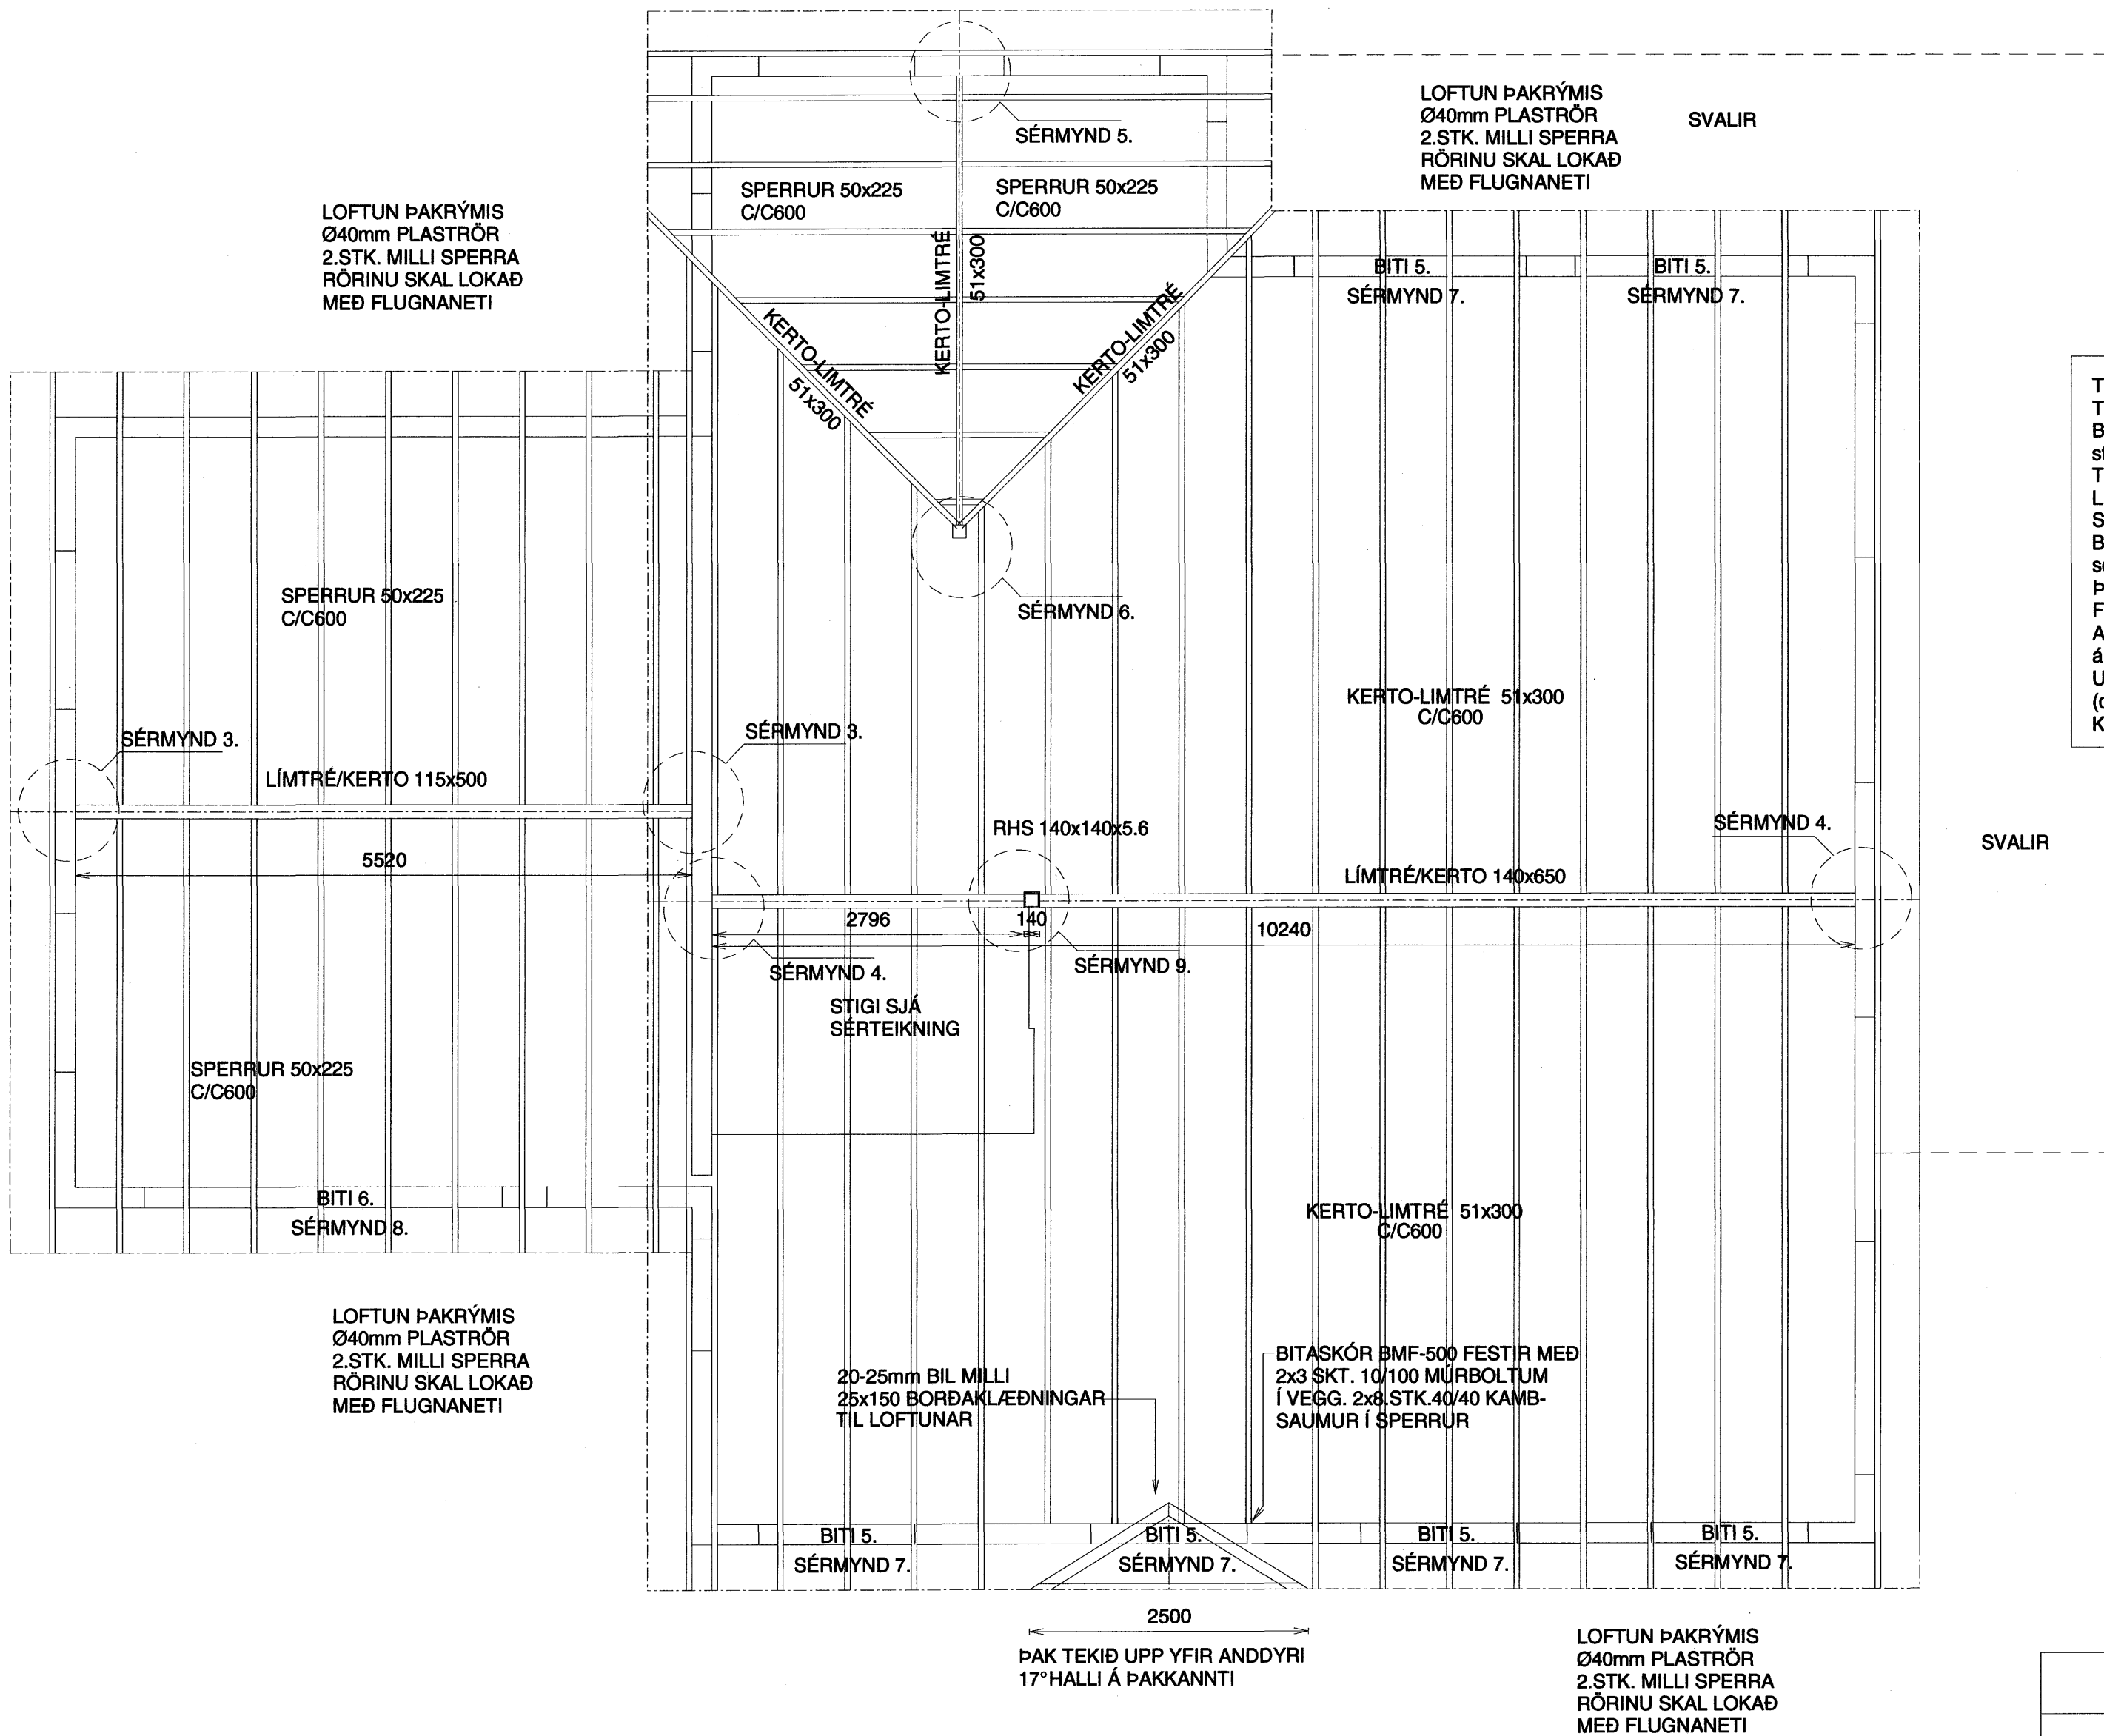 LOFTUN ÞAKRÝMIS
Ø40mm PLASTRÖR
2.STK. MILLI SPERRA
RÖRINU SKAL LOKAÐ
MEÐ FLUGNANETI
SVALIR
SÉRMYND 5.
SPERRUR 50x225
C/C600
SPERRUR 50x225
C/C600
LOFTUN ÞAKRÝMIS
Ø40mm PLASTRÖR
2.STK. MILLI SPERRA
RÖRINU SKAL LOKAÐ
MEÐ FLUGNANETI
KERTO-LIMTRÉ
51x300
KERTO-LIMTRÉ
51x300
KERTO-LIMTRÉ
51x300
BITI 5.
SÉRMYND 7.
BITI 5.
SÉRMYND 7.
T
T
B
st
T
L
S
B
se
Þ
F
A
á
U
(
K
SPERRUR 50x225
C/C600
SÉRMYND 6.
KERTO-LIMTRÉ 51x300
C/C600
SÉRMYND 3.
SÉRMYND 3.
LÍMTRÉ/KERTO 115x500
5520
RHS 140x140x5.6
SÉRMYND 4.
SVALIR
LÍMTRÉ/KERTO 140x650
2796
140
10240
SÉRMYND 4.
SÉRMYND 9.
STIGI SJÁ
SÉRTEIKNING
SPERRUR 50x225
C/C600
BITI 6.
SÉRMYND 8.
KERTO-LIMTRÉ 51x300
C/C600
LOFTUN ÞAKRÝMIS
Ø40mm PLASTRÖR
2.STK. MILLI SPERRA
RÖRINU SKAL LOKAÐ
MEÐ FLUGNANETI
20-25mm BIL MILLI
25x150 BORÐAKLÆÐNINGAR
TIL LOFTUNAR
BITASKÓR BMF-500 FESTIR MEÐ
2x3 SKT. 10/100 MÚRBOLTUM
Í VEGG. 2x8.STK.40/40 KAMB-
SAUMUR Í SPERRUR
BITI 5.
SÉRMYND 7.
BITI 5.
SÉRMYND 7.
BITI 5.
SÉRMYND 7.
BITI 5.
SÉRMYND 7.
2500
ÞAK TEKIÐ UPP YFIR ANDDYRI
17°HALLI Á ÞAKKANNTI
LOFTUN ÞAKRÝMIS
Ø40mm PLASTRÖR
2.STK. MILLI SPERRA
RÖRINU SKAL LOKAÐ
MEÐ FLUGNANETI